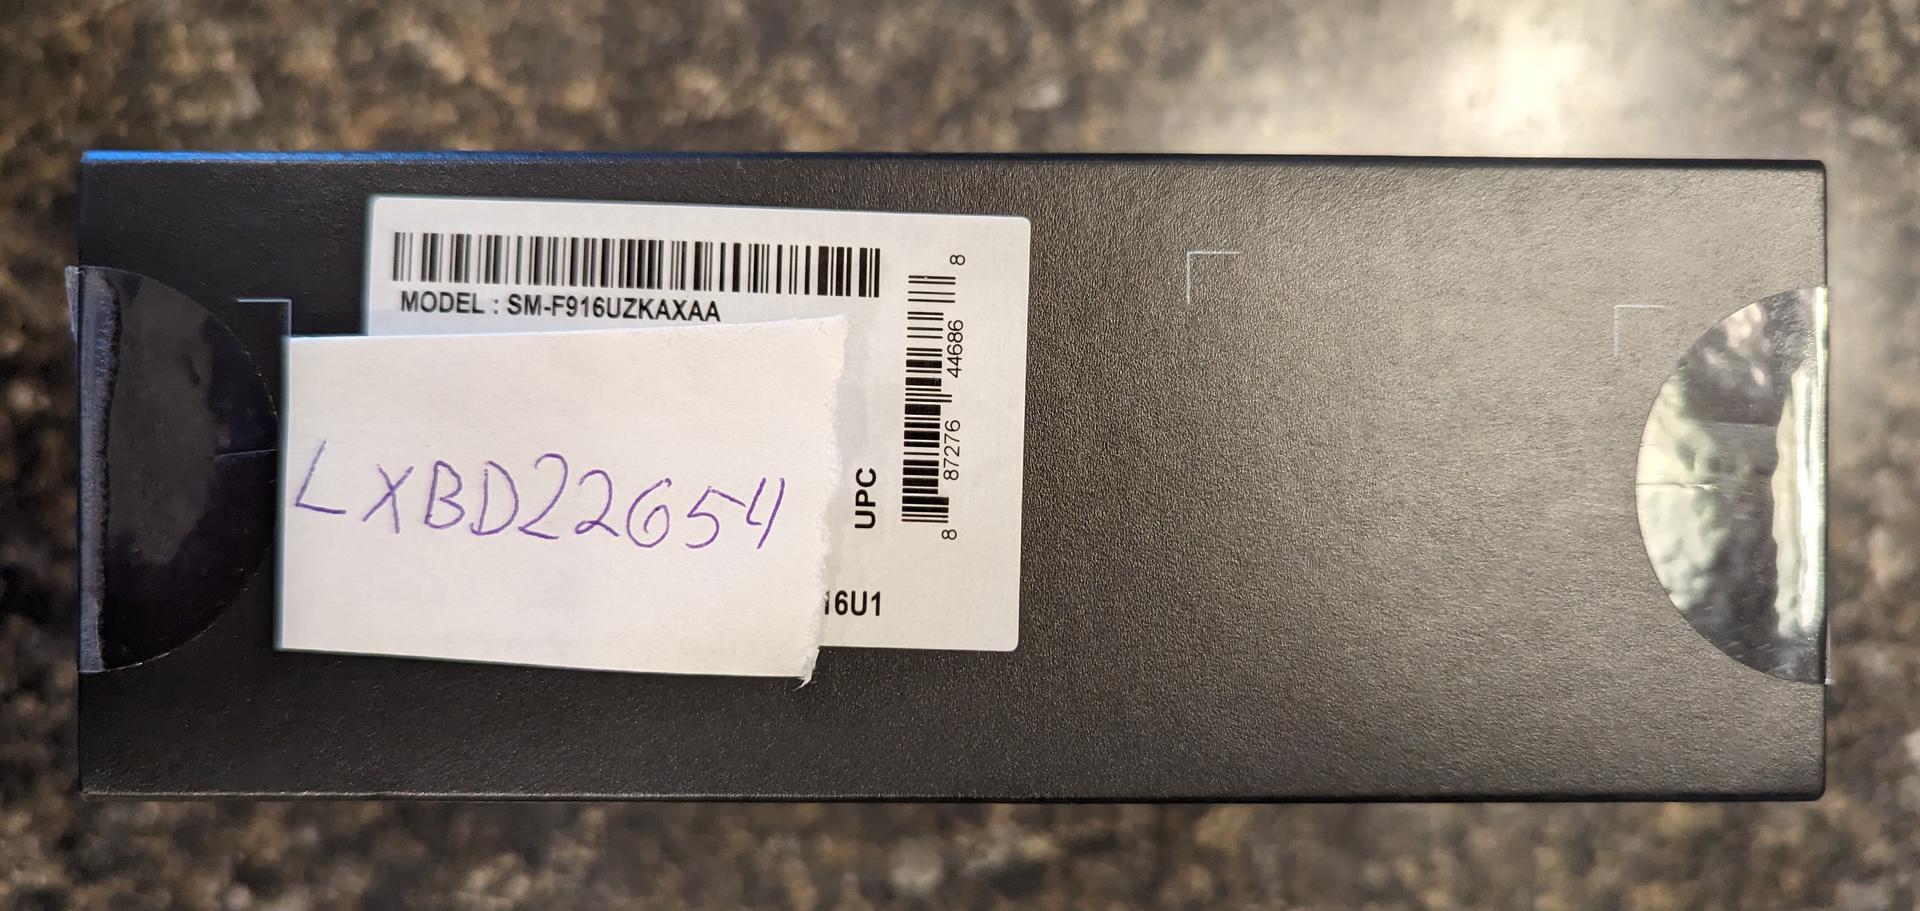 MODEL : SM-F916UZKAXAA
LXBD22654
UPC
8 87276 44686 8
16U1